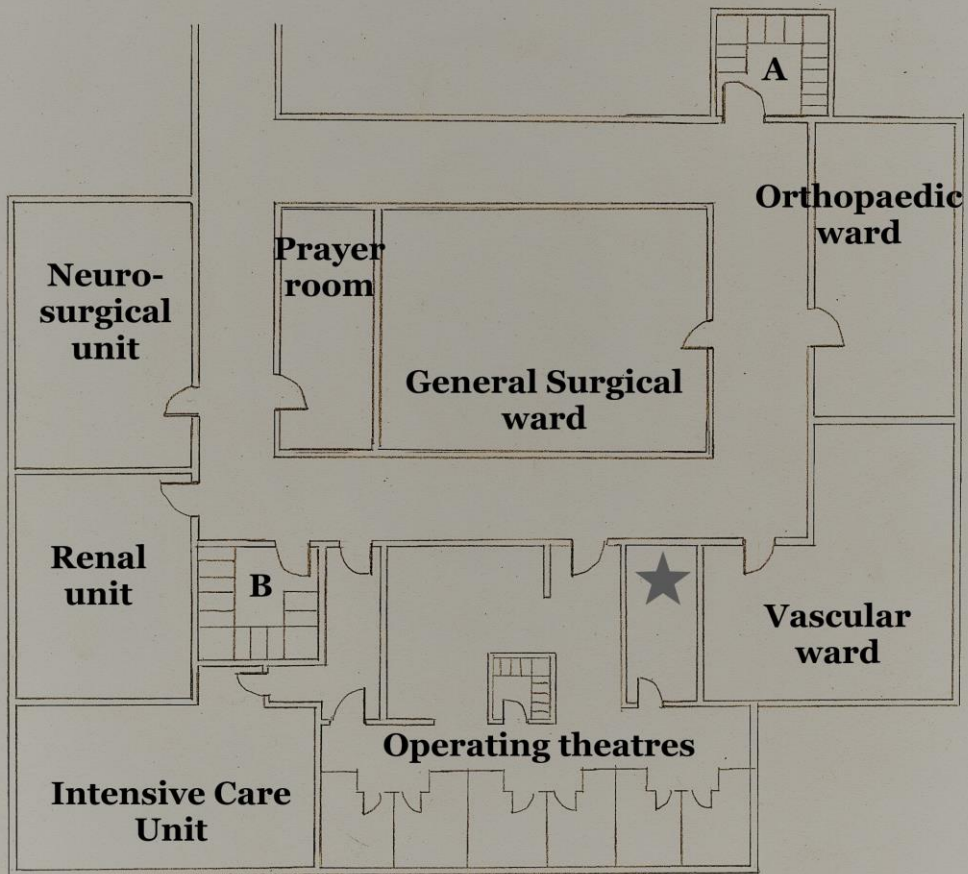 A
Orthopaedic
ward
Prayer
room
Neuro-
surgical
unit
General Surgical
ward
Renal
unit
B
Vascular
ward
Operating theatres
Intensive Care
Unit